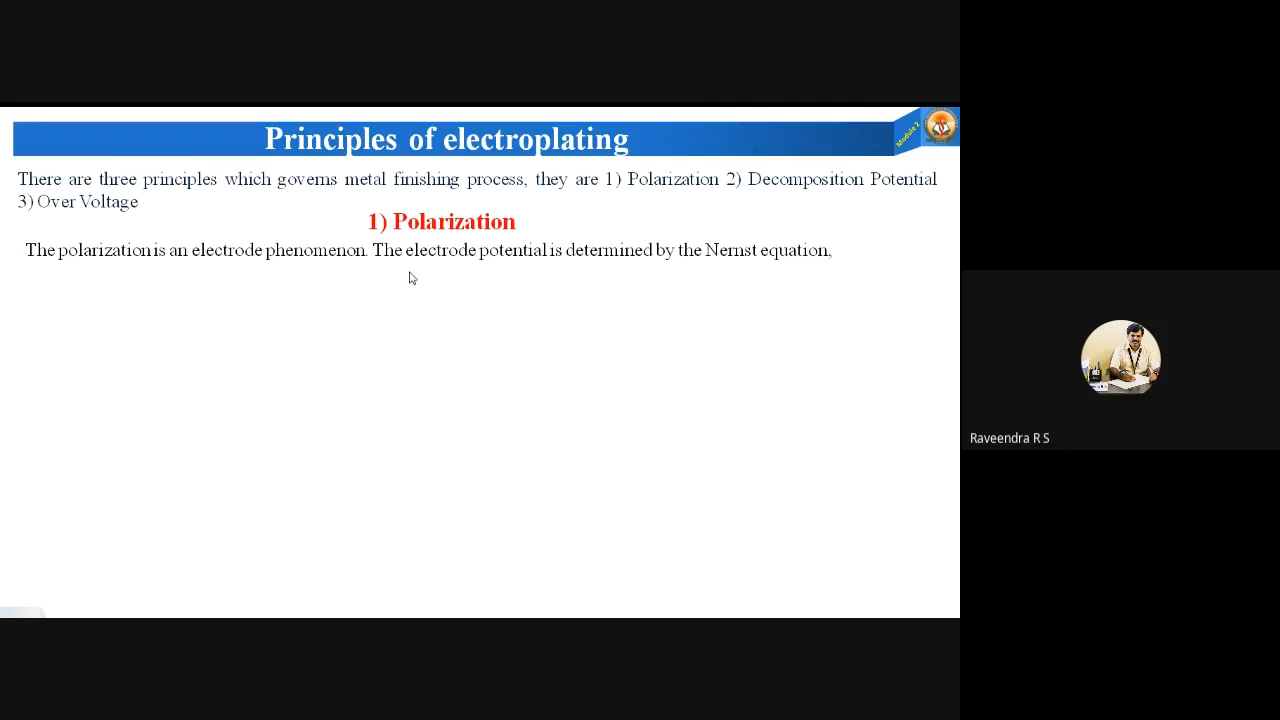 Principles of electroplating
Module 2
There are three principles which governs metal finishing process, they are 1) Polarization 2) Decomposition Potential
3) Over Voltage
1) Polarization
The polarization is an electrode phenomenon. The electrode potential is determined by the Nernst equation,
Raveendra R S